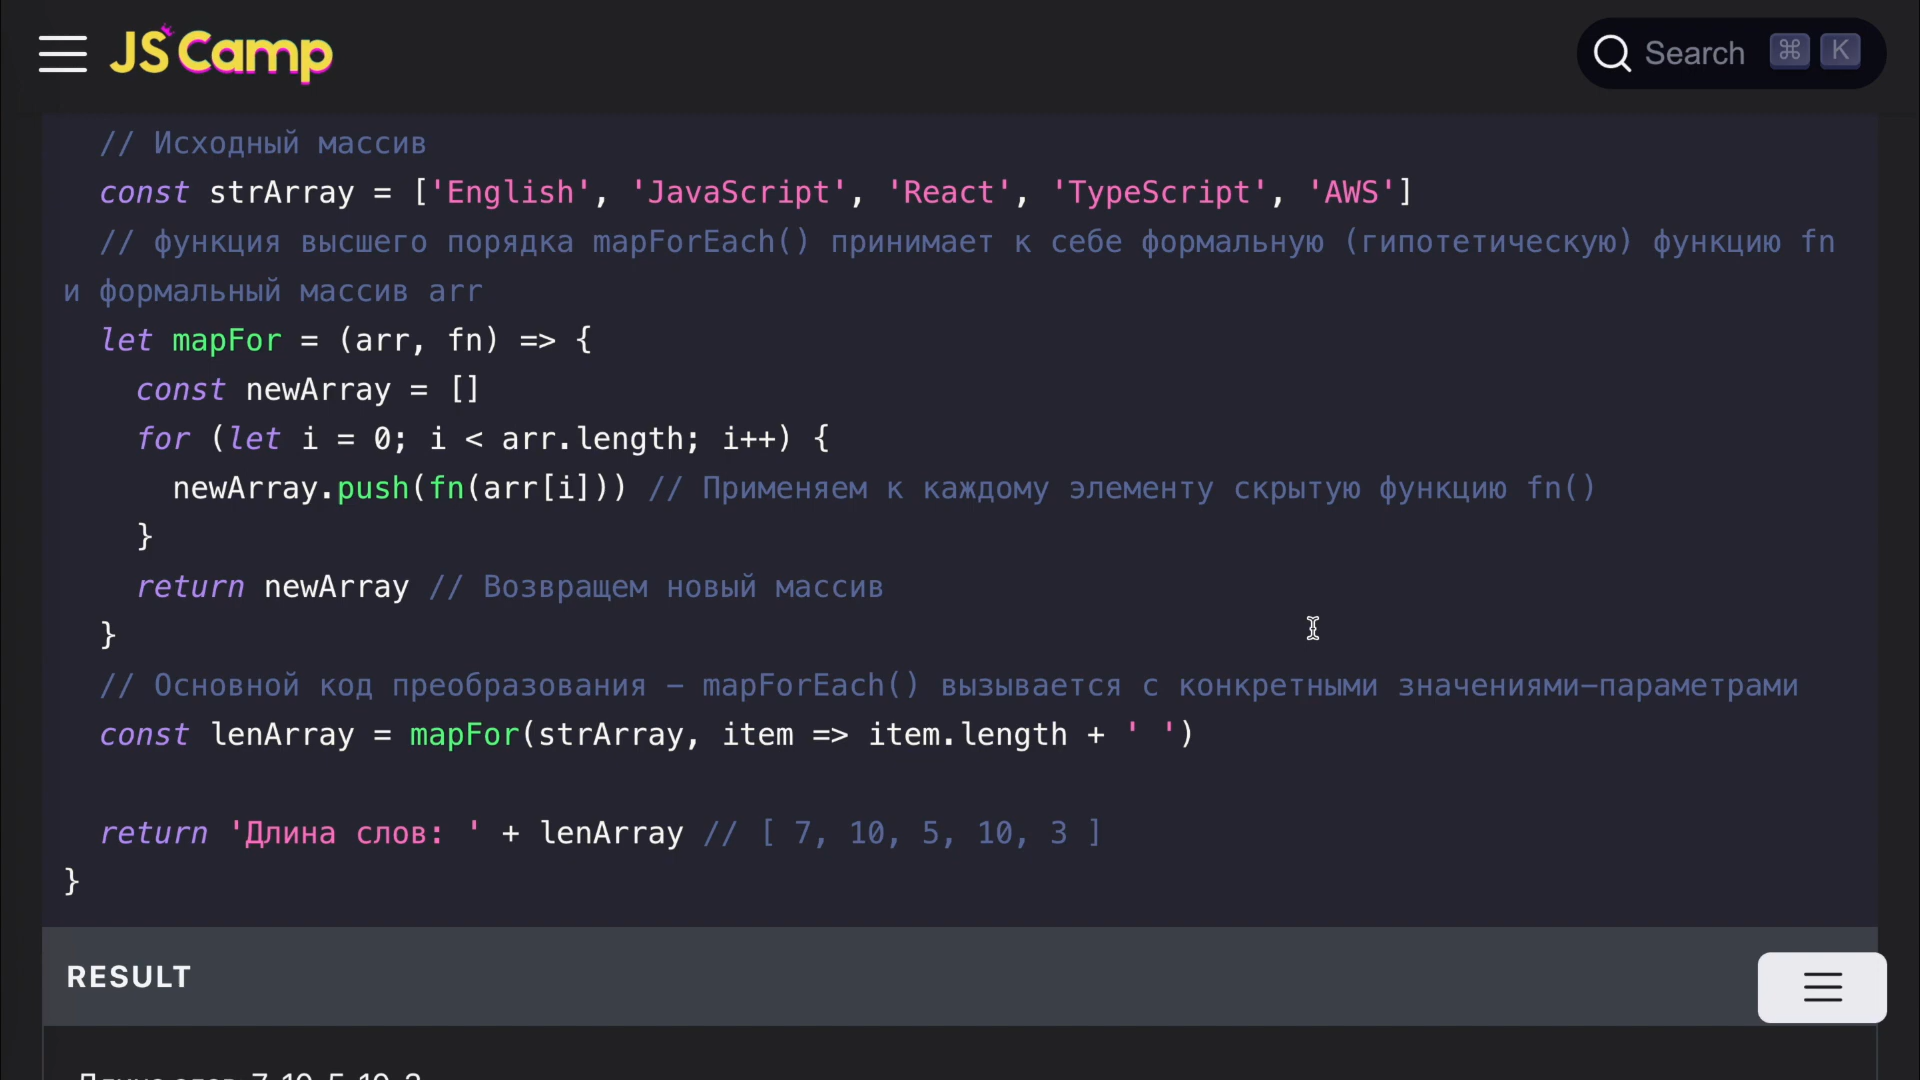 JS Camp
Search ⌘ K
// Исходный массив
const strArray = ['English', 'JavaScript', 'React', 'TypeScript', 'AWS']
// функция высшего порядка mapForEach() принимает к себе формальную (гипотетическую) функцию fn
и формальный массив arr
let mapFor = (arr, fn) => {
const newArray = []
for (let i = 0; i < arr.length; i++) {
newArray.push(fn(arr[i])) // Применяем к каждому элементу скрытую функцию fn()
}
return newArray // Возвращем новый массив
}
// Основной код преобразования – mapForEach() вызывается с конкретными значениями–параметрами
const lenArray = mapFor(strArray, item => item.length + ' ')
return 'Длина слов: ' + lenArray // [ 7, 10, 5, 10, 3 ]
}
RESULT